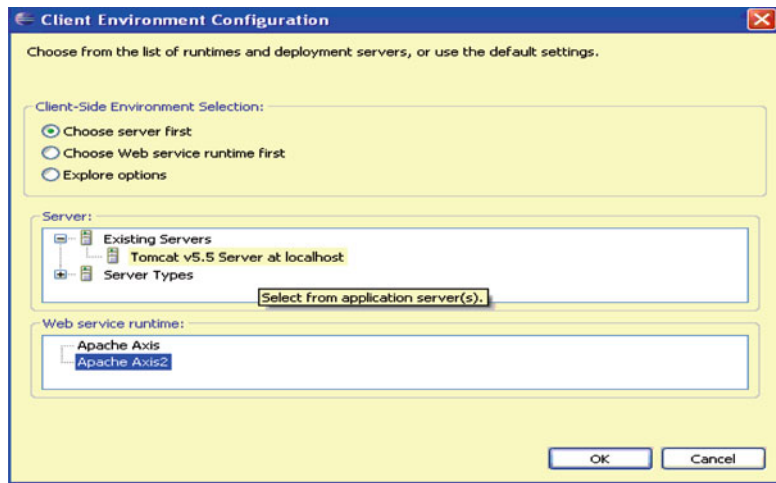 Client Environment Configuration
Choose from the list of runtimes and deployment servers, or use the default settings.
Client-Side Environment Selection:
Choose server first
Choose Web service runtime first
Explore options
Server:
Existing Servers
Tomcat v5.5 Server at localhost
Server Types
Select from application server(s).
Web service runtime:
Apache Axis
Apache Axis2
OK
Cancel